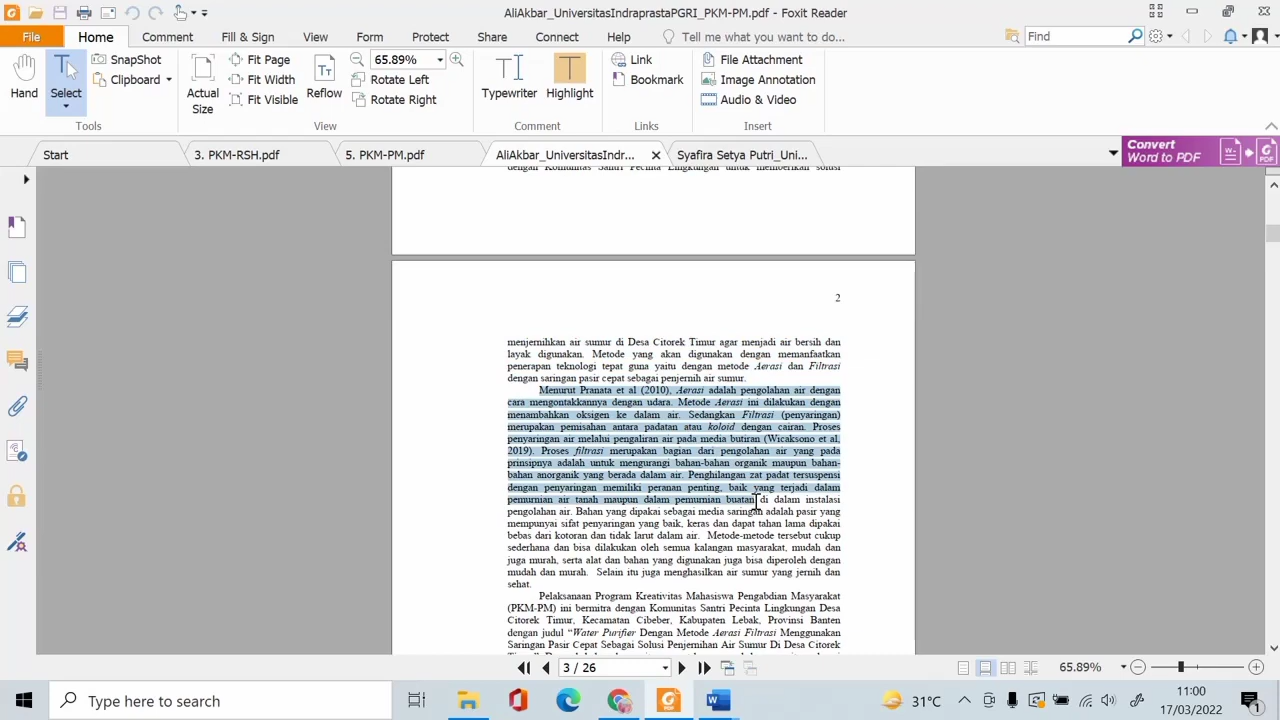 AliAkbar_UniversitasIndraprastaPGRI_PKM-PM.pdf - Foxit Reader
File
Home
Comment
Fill & Sign
View
Form
Protect
Share
Connect
Help
Tell me what you want to do...
Find
Hand
Select
SnapShot
Clipboard
Actual
Size
Fit Page
Fit Width
Fit Visible
Reflow
65.89%
Rotate Left
Rotate Right
Typewriter
Highlight
Link
Bookmark
File Attachment
Image Annotation
Audio & Video
Tools
View
Comment
Links
Insert
Start
3. PKM-RSH.pdf
5. PKM-PM.pdf
AliAkbar_UniversitasIndr...
Syafira Setya Putri_Uni...
Convert
Word to PDF
dengan Komunitas Santri Pecinta Lingkungan untuk memberikan solusi
2
menjernihkan air sumur di Desa Citorek Timur agar menjadi air bersih dan
layak digunakan. Metode yang akan digunakan dengan memanfaatkan
penerapan teknologi tepat guna yaitu dengan metode Aerasi dan Filtrasi
dengan saringan pasir cepat sebagai penjernih air sumur.
Menurut Pranata et al (2010), Aerasi adalah pengolahan air dengan
cara mengontakkannya dengan udara. Metode Aerasi ini dilakukan dengan
menambahkan oksigen ke dalam air. Sedangkan Filtrasi (penyaringan)
merupakan pemisahan antara padatan atau koloid dengan cairan. Proses
penyaringan air melalui pengaliran air pada media butiran (Wicaksono et al,
2019). Proses filtrasi merupakan bagian dari pengolahan air yang pada
prinsipnya adalah untuk mengurangi bahan-bahan organik maupun bahan-
bahan anorganik yang berada dalam air. Penghilangan zat padat tersuspensi
dengan penyaringan memiliki peranan penting, baik yang terjadi dalam
pemurnian air tanah maupun dalam pemurnian buatan di dalam instalasi
pengolahan air. Bahan yang dipakai sebagai media saringan adalah pasir yang
mempunyai sifat penyaringan yang baik, keras dan dapat tahan lama dipakai
bebas dari kotoran dan tidak larut dalam air. Metode-metode tersebut cukup
sederhana dan bisa dilakukan oleh semua kalangan masyarakat, mudah dan
juga murah, serta alat dan bahan yang digunakan juga bisa diperoleh dengan
mudah dan murah. Selain itu juga menghasilkan air sumur yang jernih dan
sehat.
Pelaksanaan Program Kreativitas Mahasiswa Pengabdian Masyarakat
(PKM-PM) ini bermitra dengan Komunitas Santri Pecinta Lingkungan Desa
Citorek Timur, Kecamatan Cibeber, Kabupaten Lebak, Provinsi Banten
dengan judul “Water Purifier Dengan Metode Aerasi Filtrasi Menggunakan
Saringan Pasir Cepat Sebagai Solusi Penjernihan Air Sumur Di Desa Citorek
3 / 26
65.89%
Type here to search
31°C
11:00
17/03/2022
1